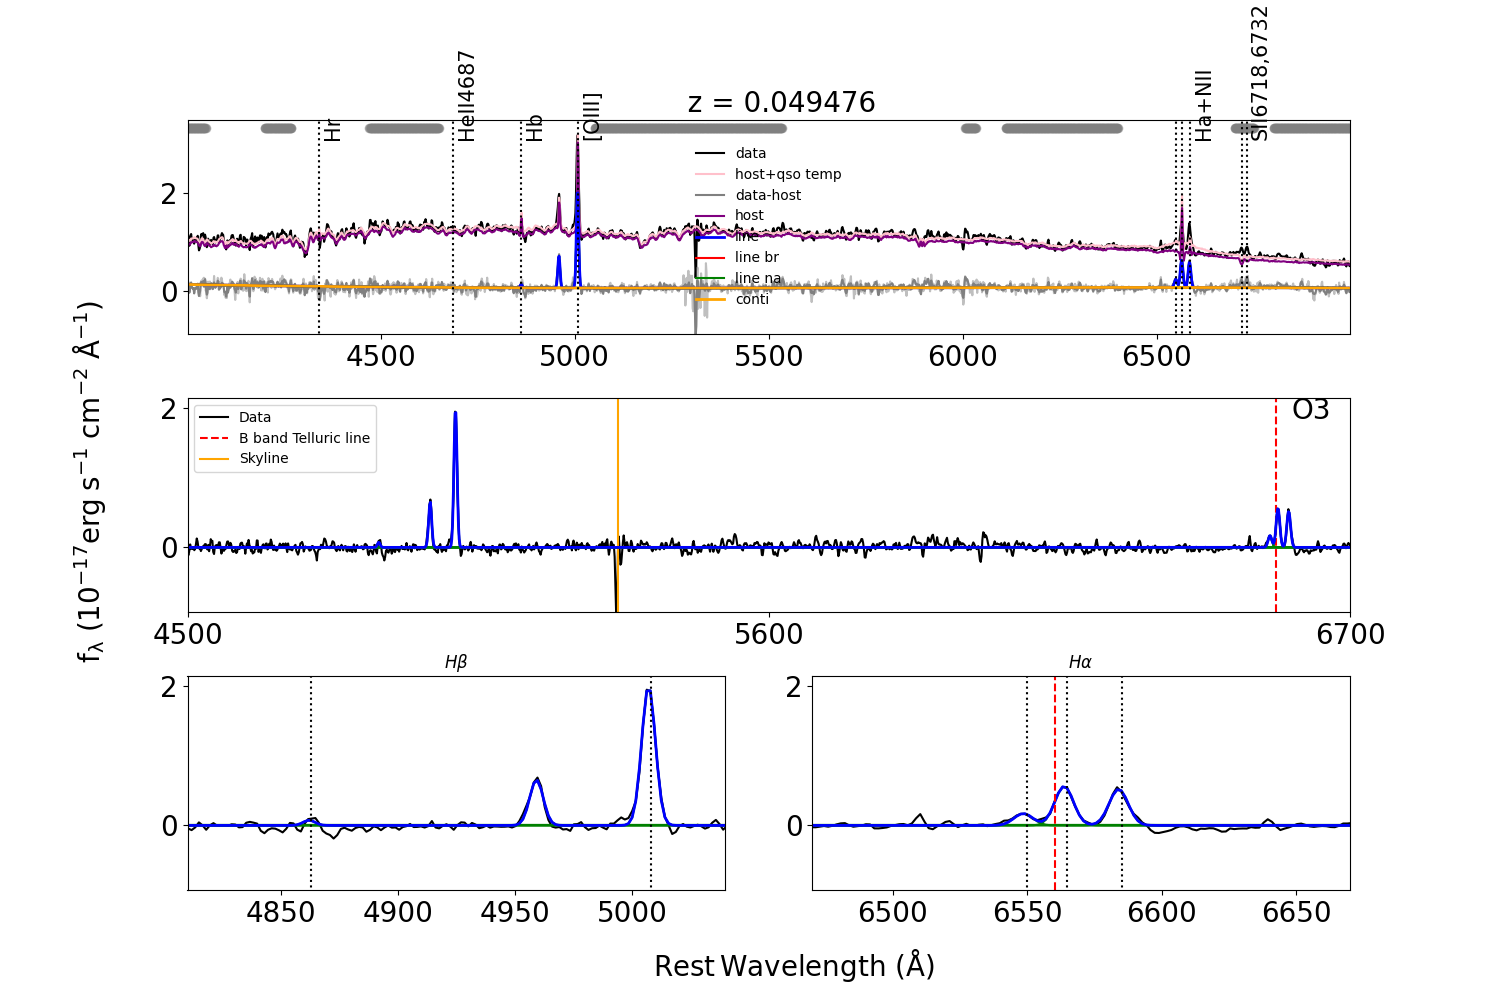 z = 0.049476
Hr
HeII4687
Hb
[OIII]
Ha+NII
SII6718,6732
data
host+qso temp
data-host
host
line
line br
line na
conti
2
0
4500 5000 5500 6000 6500
Data
B band Telluric line
Skyline
O3
2
0
4500 5600 6700
fλ (10−17erg s−1 cm−2 Å−1)
Hβ
2
0
4850 4900 4950 5000
Hα
2
0
6500 6550 6600 6650
Rest Wavelength (Å)